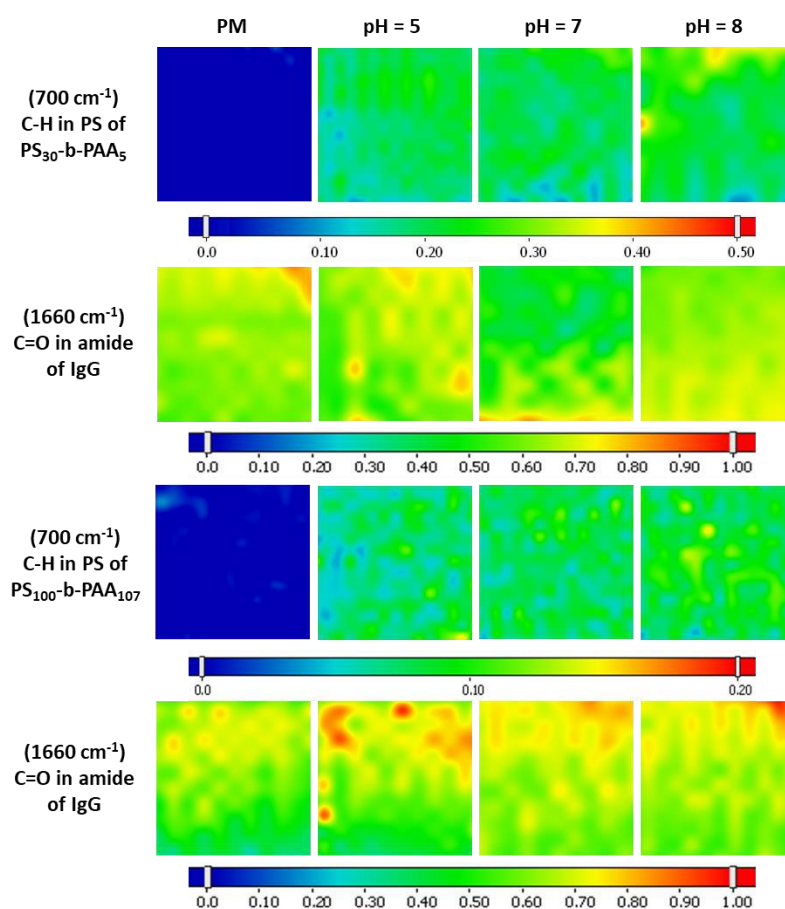 PM pH = 5 pH = 7 pH = 8
(700 cm⁻¹)
C-H in PS of
PS₃₀-b-PAA₅
0.0 0.10 0.20 0.30 0.40 0.50
(1660 cm⁻¹)
C=O in amide
of IgG
0.0 0.10 0.20 0.30 0.40 0.50 0.60 0.70 0.80 0.90 1.00
(700 cm⁻¹)
C-H in PS of
PS₁₀₀-b-PAA₁₀₇
0.0 0.10 0.20
(1660 cm⁻¹)
C=O in amide
of IgG
0.0 0.10 0.20 0.30 0.40 0.50 0.60 0.70 0.80 0.90 1.00